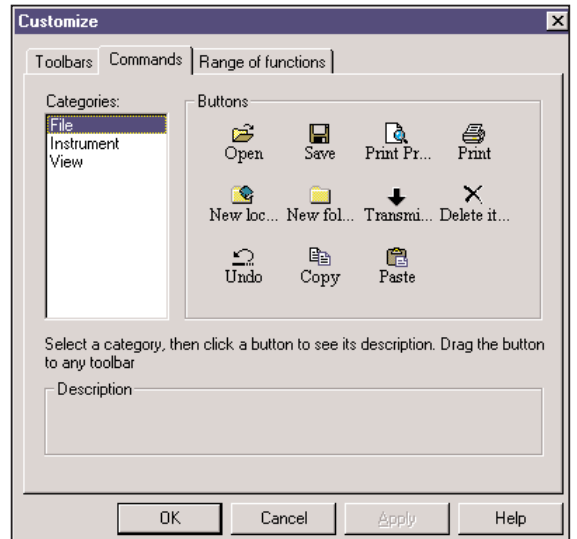 Customize
Toolbars Commands Range of functions
Categories:
File
Instrument
View
Buttons
Open Save Print Pr... Print
New loc... New fol... Transmi... Delete it...
Undo Copy Paste
Select a category, then click a button to see its description. Drag the button
to any toolbar
Description
OK Cancel Apply Help